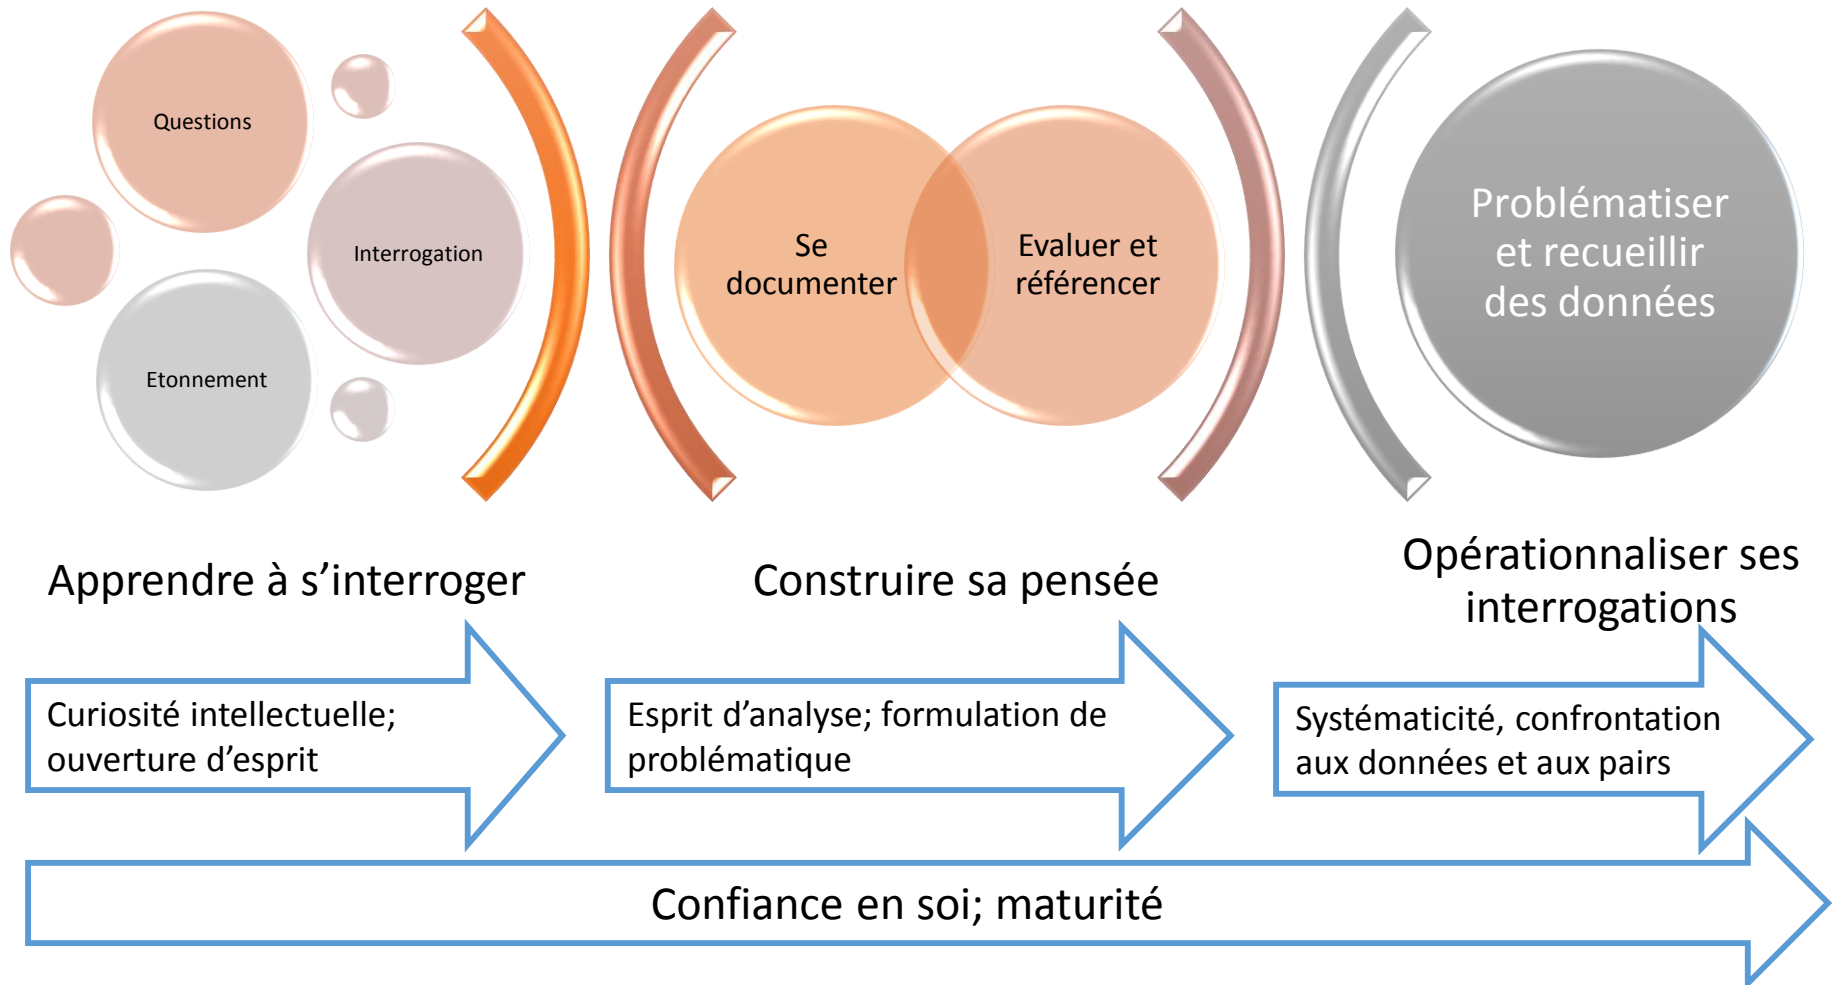 Questions
Interrogation
Etonnement
Se
documenter
Evaluer et
référencer
Problématiser
et recueillir
des données
Apprendre à s’interroger
Construire sa pensée
Opérationnaliser ses
interrogations
Curiosité intellectuelle;
ouverture d’esprit
Esprit d’analyse; formulation de
problématique
Systématicité, confrontation
aux données et aux pairs
Confiance en soi; maturité